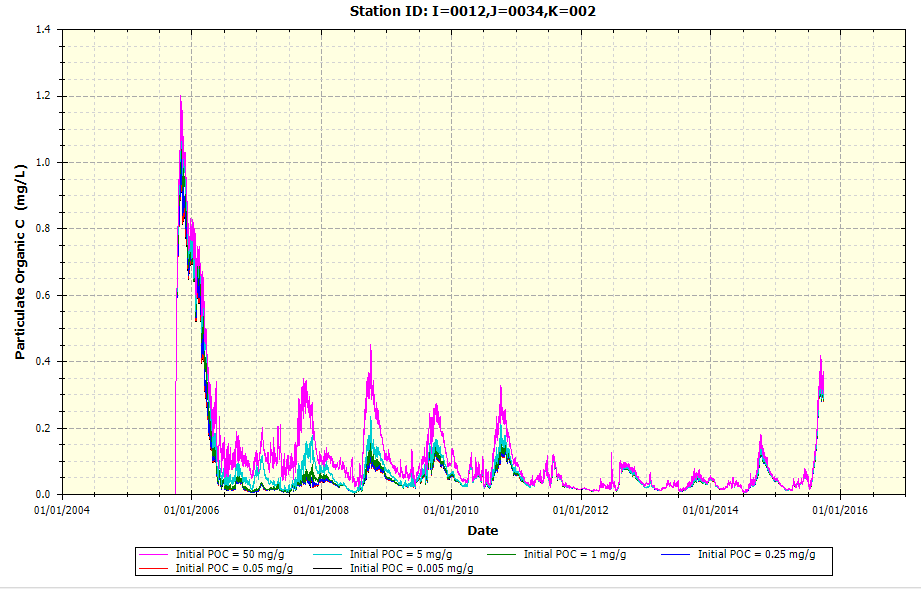 Station ID: I=0012,J=0034,K=002
Particulate Organic C (mg/L)
1.4
1.2
1.0
0.8
0.6
0.4
0.2
0.0
01/01/2004 01/01/2006 01/01/2008 01/01/2010 01/01/2012 01/01/2014 01/01/2016
Date
Initial POC = 50 mg/g Initial POC = 5 mg/g Initial POC = 1 mg/g Initial POC = 0.25 mg/g
Initial POC = 0.05 mg/g Initial POC = 0.005 mg/g